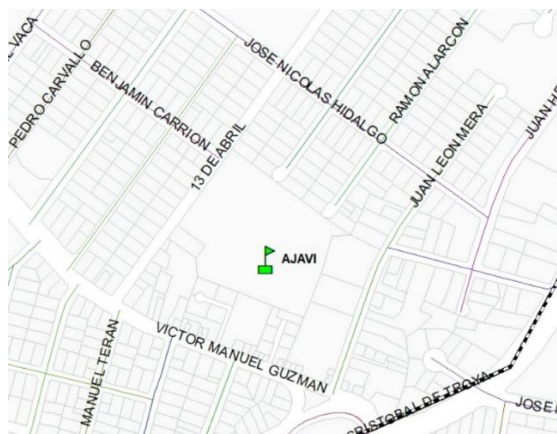 PEDRO CARVALLO
BENJAMIN CARRION
13 DE ABRIL
JOSE NICOLAS HIDALGO
RAMON ALARCON
JUAN LEON MERA
AJAVI
MANUEL TERAN
VICTOR MANUEL GUZMAN
CRISTOBAL DE TROYA